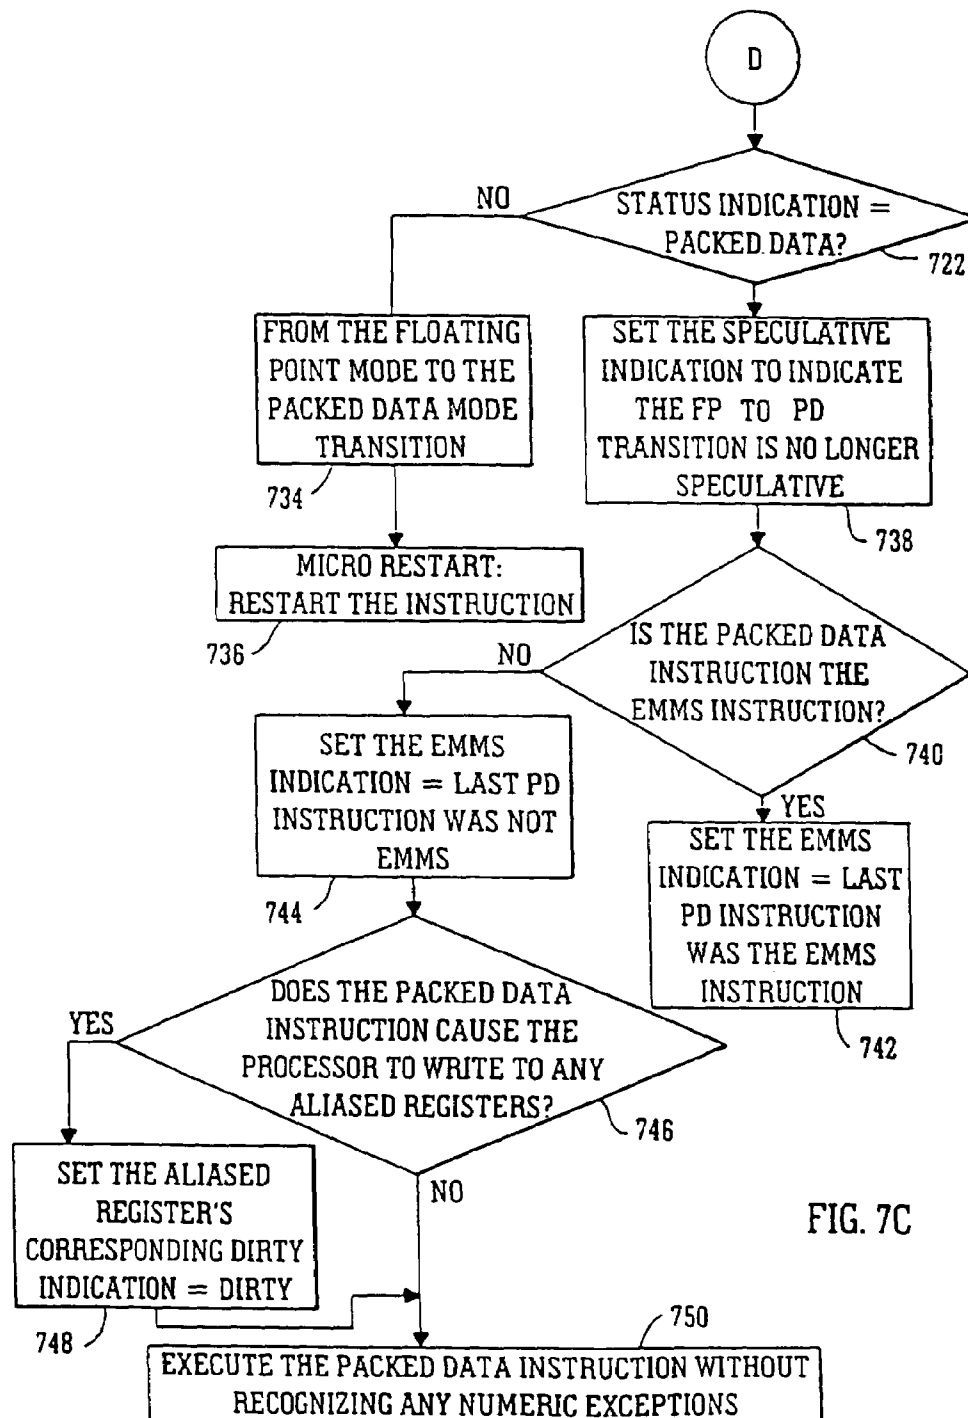 D
NO
STATUS INDICATION =
PACKED DATA?
722
FROM THE FLOATING
POINT MODE TO THE
PACKED DATA MODE
TRANSITION
734
SET THE SPECULATIVE
INDICATION TO INDICATE
THE FP TO PD
TRANSITION IS NO LONGER
SPECULATIVE
738
MICRO RESTART:
RESTART THE INSTRUCTION
736
NO
IS THE PACKED DATA
INSTRUCTION THE
EMMS INSTRUCTION?
740
YES
SET THE EMMS
INDICATION = LAST PD
INSTRUCTION WAS NOT
EMMS
744
SET THE EMMS
INDICATION = LAST
PD INSTRUCTION
WAS THE EMMS
INSTRUCTION
742
YES
DOES THE PACKED DATA
INSTRUCTION CAUSE THE
PROCESSOR TO WRITE TO ANY
ALIASED REGISTERS?
746
NO
SET THE ALIASED
REGISTER'S
CORRESPONDING DIRTY
INDICATION = DIRTY
748
FIG. 7C
750
EXECUTE THE PACKED DATA INSTRUCTION WITHOUT
RECOGNIZING ANY NUMERIC EXCEPTIONS